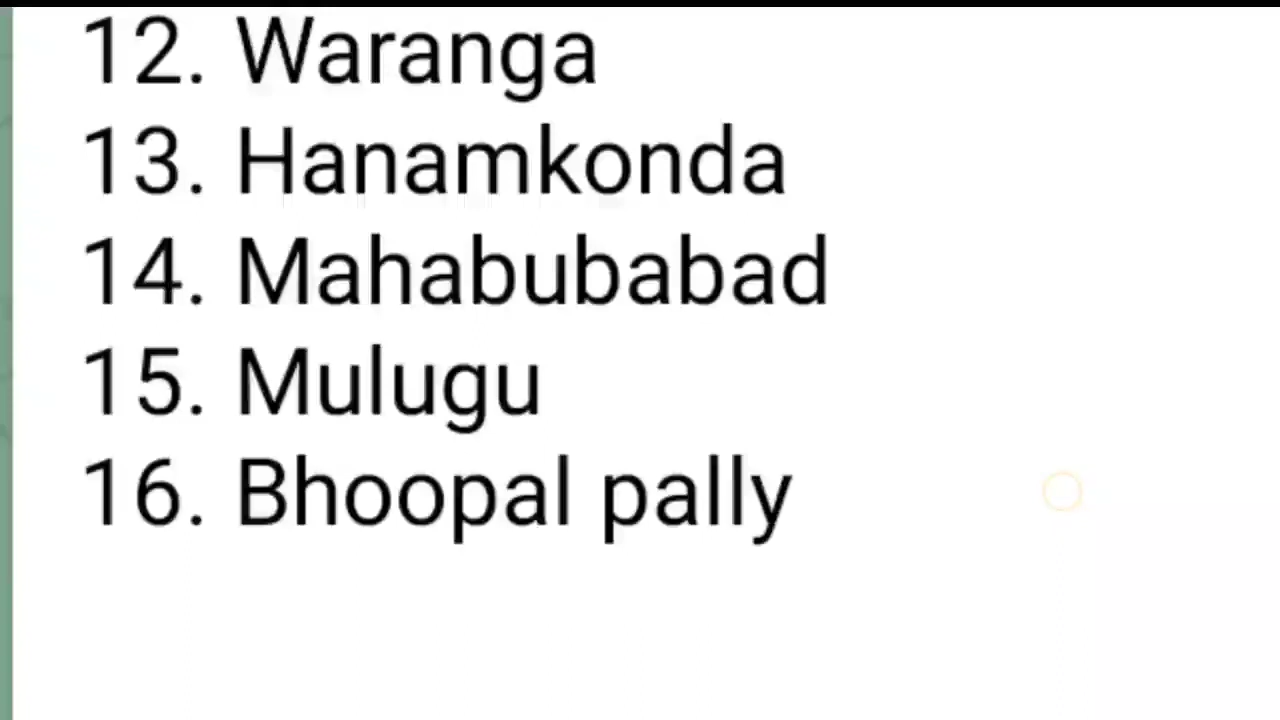 12. Waranga
13. Hanamkonda
14. Mahabubabad
15. Mulugu
16. Bhoopal pally